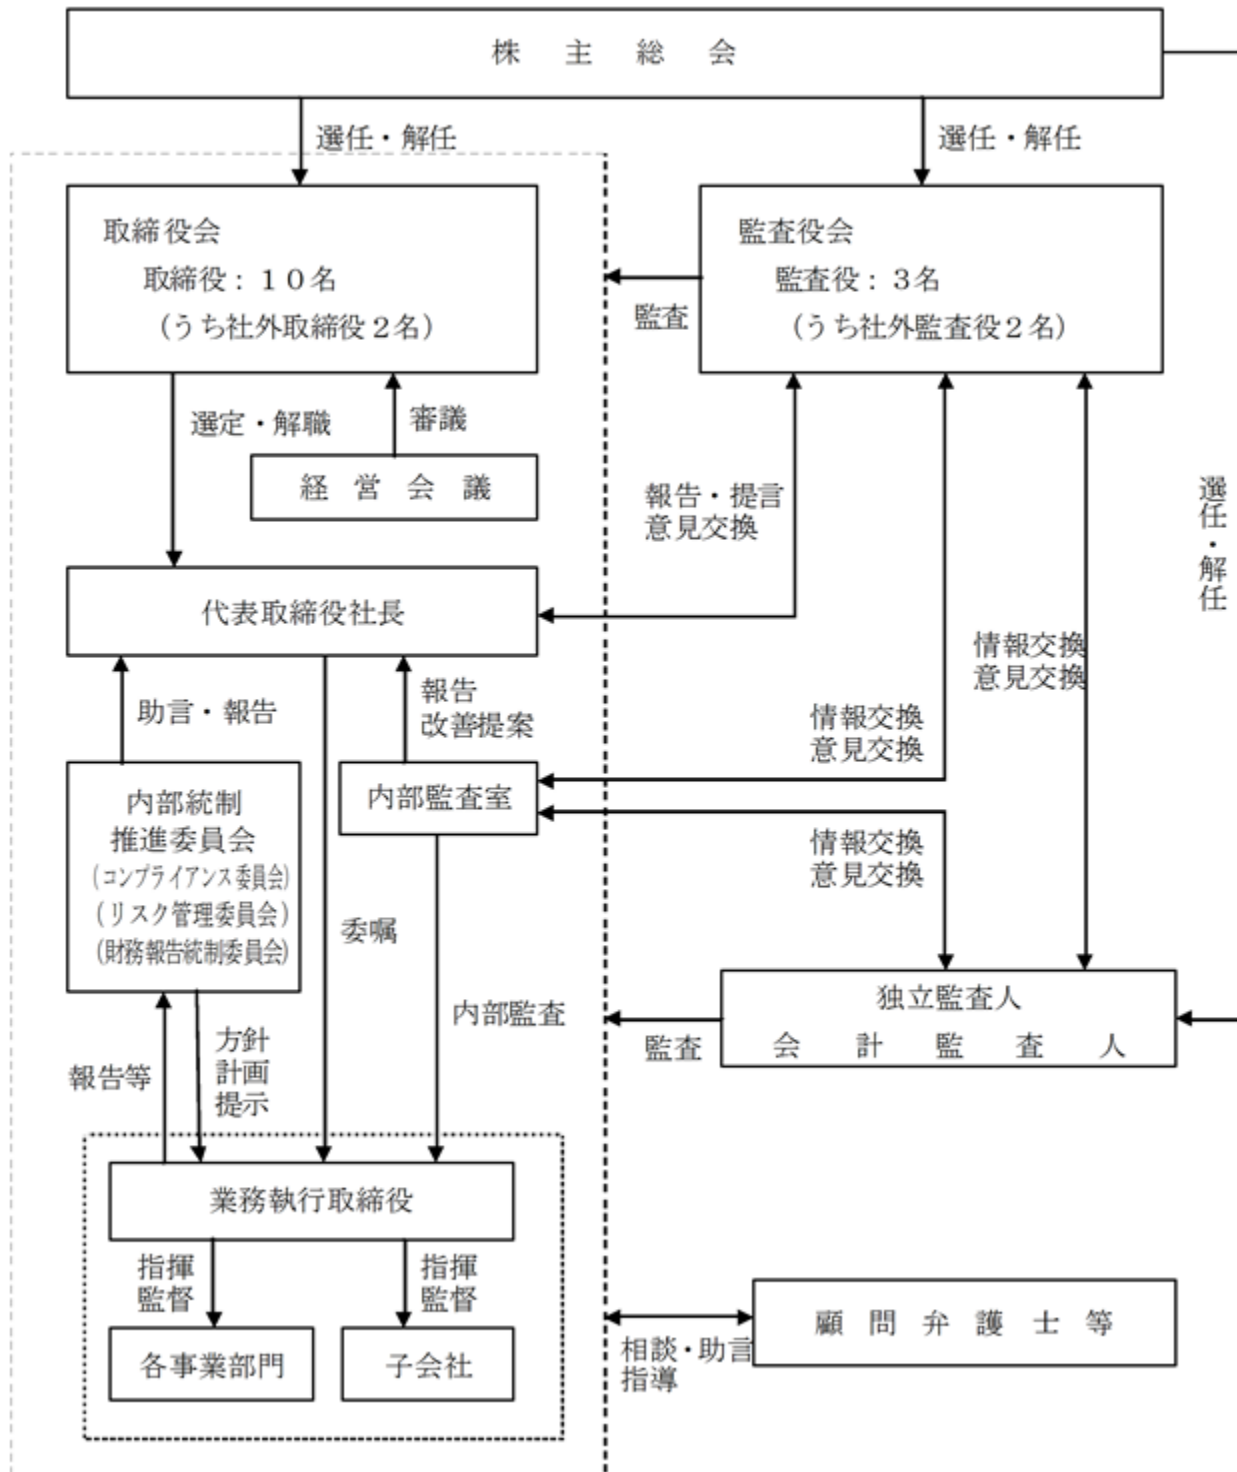 株主総会
選任・解任
選任・解任
取締役会
取締役：１０名
（うち社外取締役２名）
監査役会
監査役：３名
（うち社外監査役２名）
監査
選定・解職
審議
経営会議
報告・提言
意見交換
選任・解任
代表取締役社長
情報交換
意見交換
助言・報告
報告
改善提案
情報交換
意見交換
内部統制
推進委員会
(コンプライアンス委員会)
(リスク管理委員会)
(財務報告統制委員会)
内部監査室
情報交換
意見交換
委嘱
内部監査
独立監査人
会計監査人
監査
報告等
方針
計画
提示
業務執行取締役
指揮
監督
指揮
監督
各事業部門
子会社
顧問弁護士等
相談・助言
指導